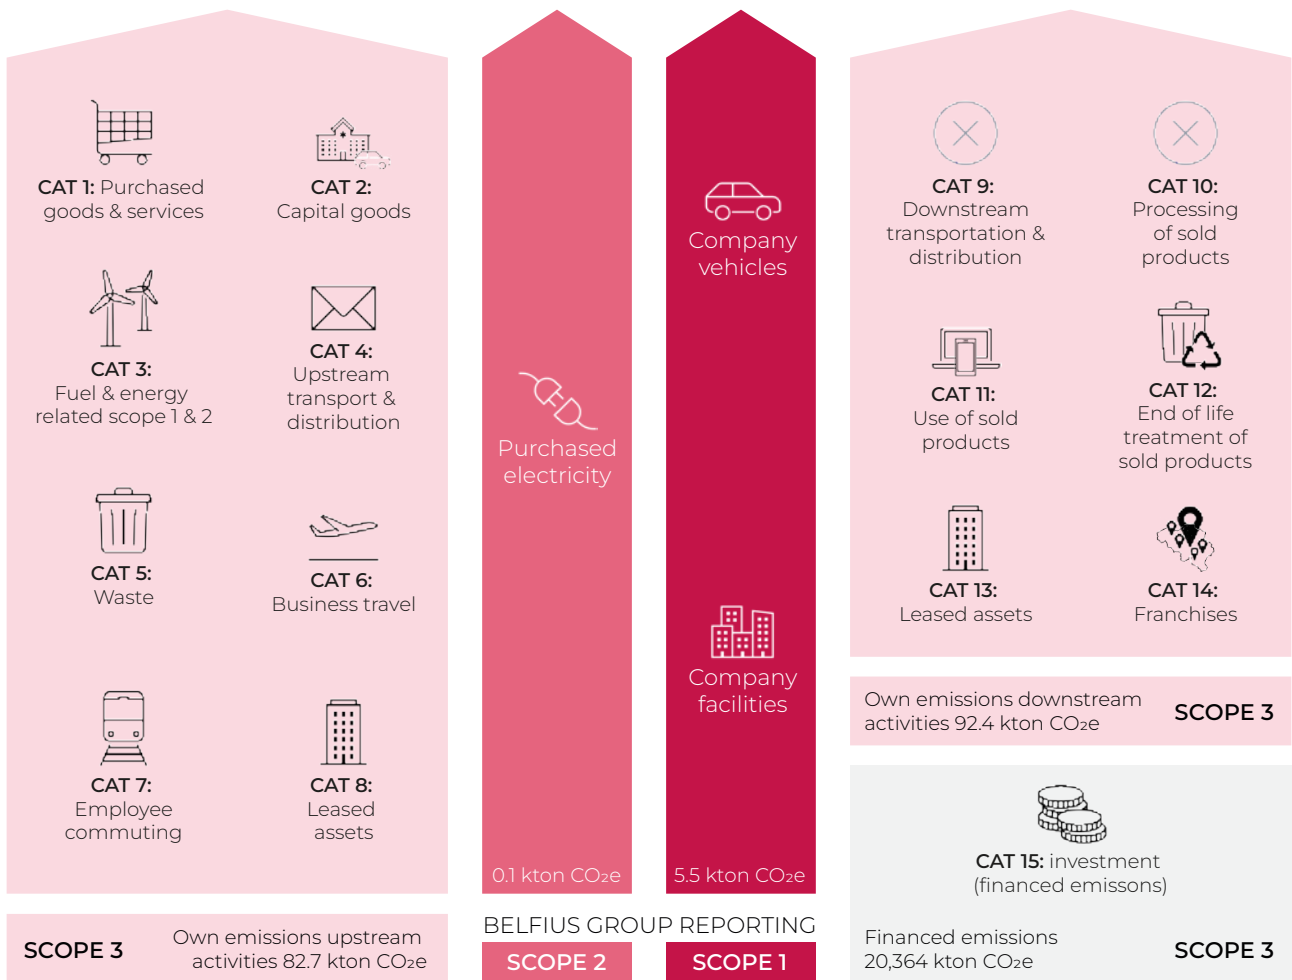 CAT 1: Purchased
goods & services
CAT 2:
Capital goods
CAT 3:
Fuel & energy
related scope 1 & 2
CAT 4:
Upstream
transport &
distribution
CAT 5:
Waste
CAT 6:
Business travel
CAT 7:
Employee
commuting
CAT 8:
Leased
assets
SCOPE 3
Own emissions upstream
activities 82.7 kton CO₂e
Purchased
electricity
0.1 kton CO₂e
Company
vehicles
Company
facilities
5.5 kton CO₂e
BELFIUS GROUP REPORTING
SCOPE 2
SCOPE 1
CAT 9:
Downstream
transportation &
distribution
CAT 10:
Processing
of sold
products
CAT 11:
Use of sold
products
CAT 12:
End of life
treatment of
sold products
CAT 13:
Leased assets
CAT 14:
Franchises
Own emissions downstream
activities 92.4 kton CO₂e
SCOPE 3
CAT 15: investment
(financed emissons)
Financed emissions
20,364 kton CO₂e
SCOPE 3